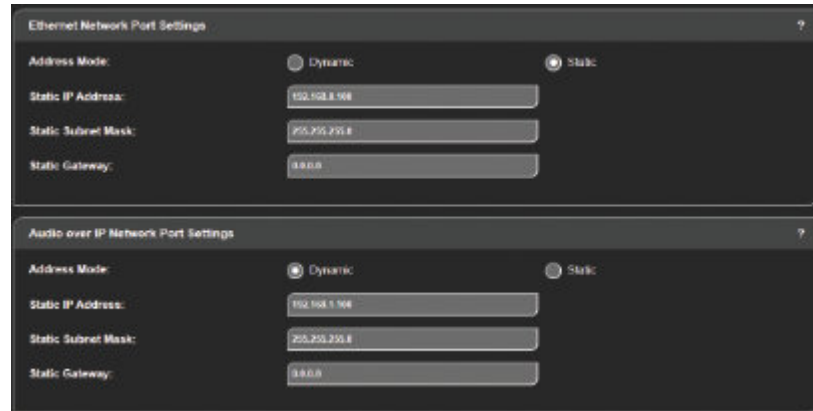 Ethernet Network Port Settings ?
Address Mode: Dynamic Static
Static IP Address: 192.168.0.100
Static Subnet Mask: 255.255.255.0
Static Gateway: 0.0.0.0
Audio over IP Network Port Settings ?
Address Mode: Dynamic Static
Static IP Address: 192.168.1.100
Static Subnet Mask: 255.255.255.0
Static Gateway: 0.0.0.0